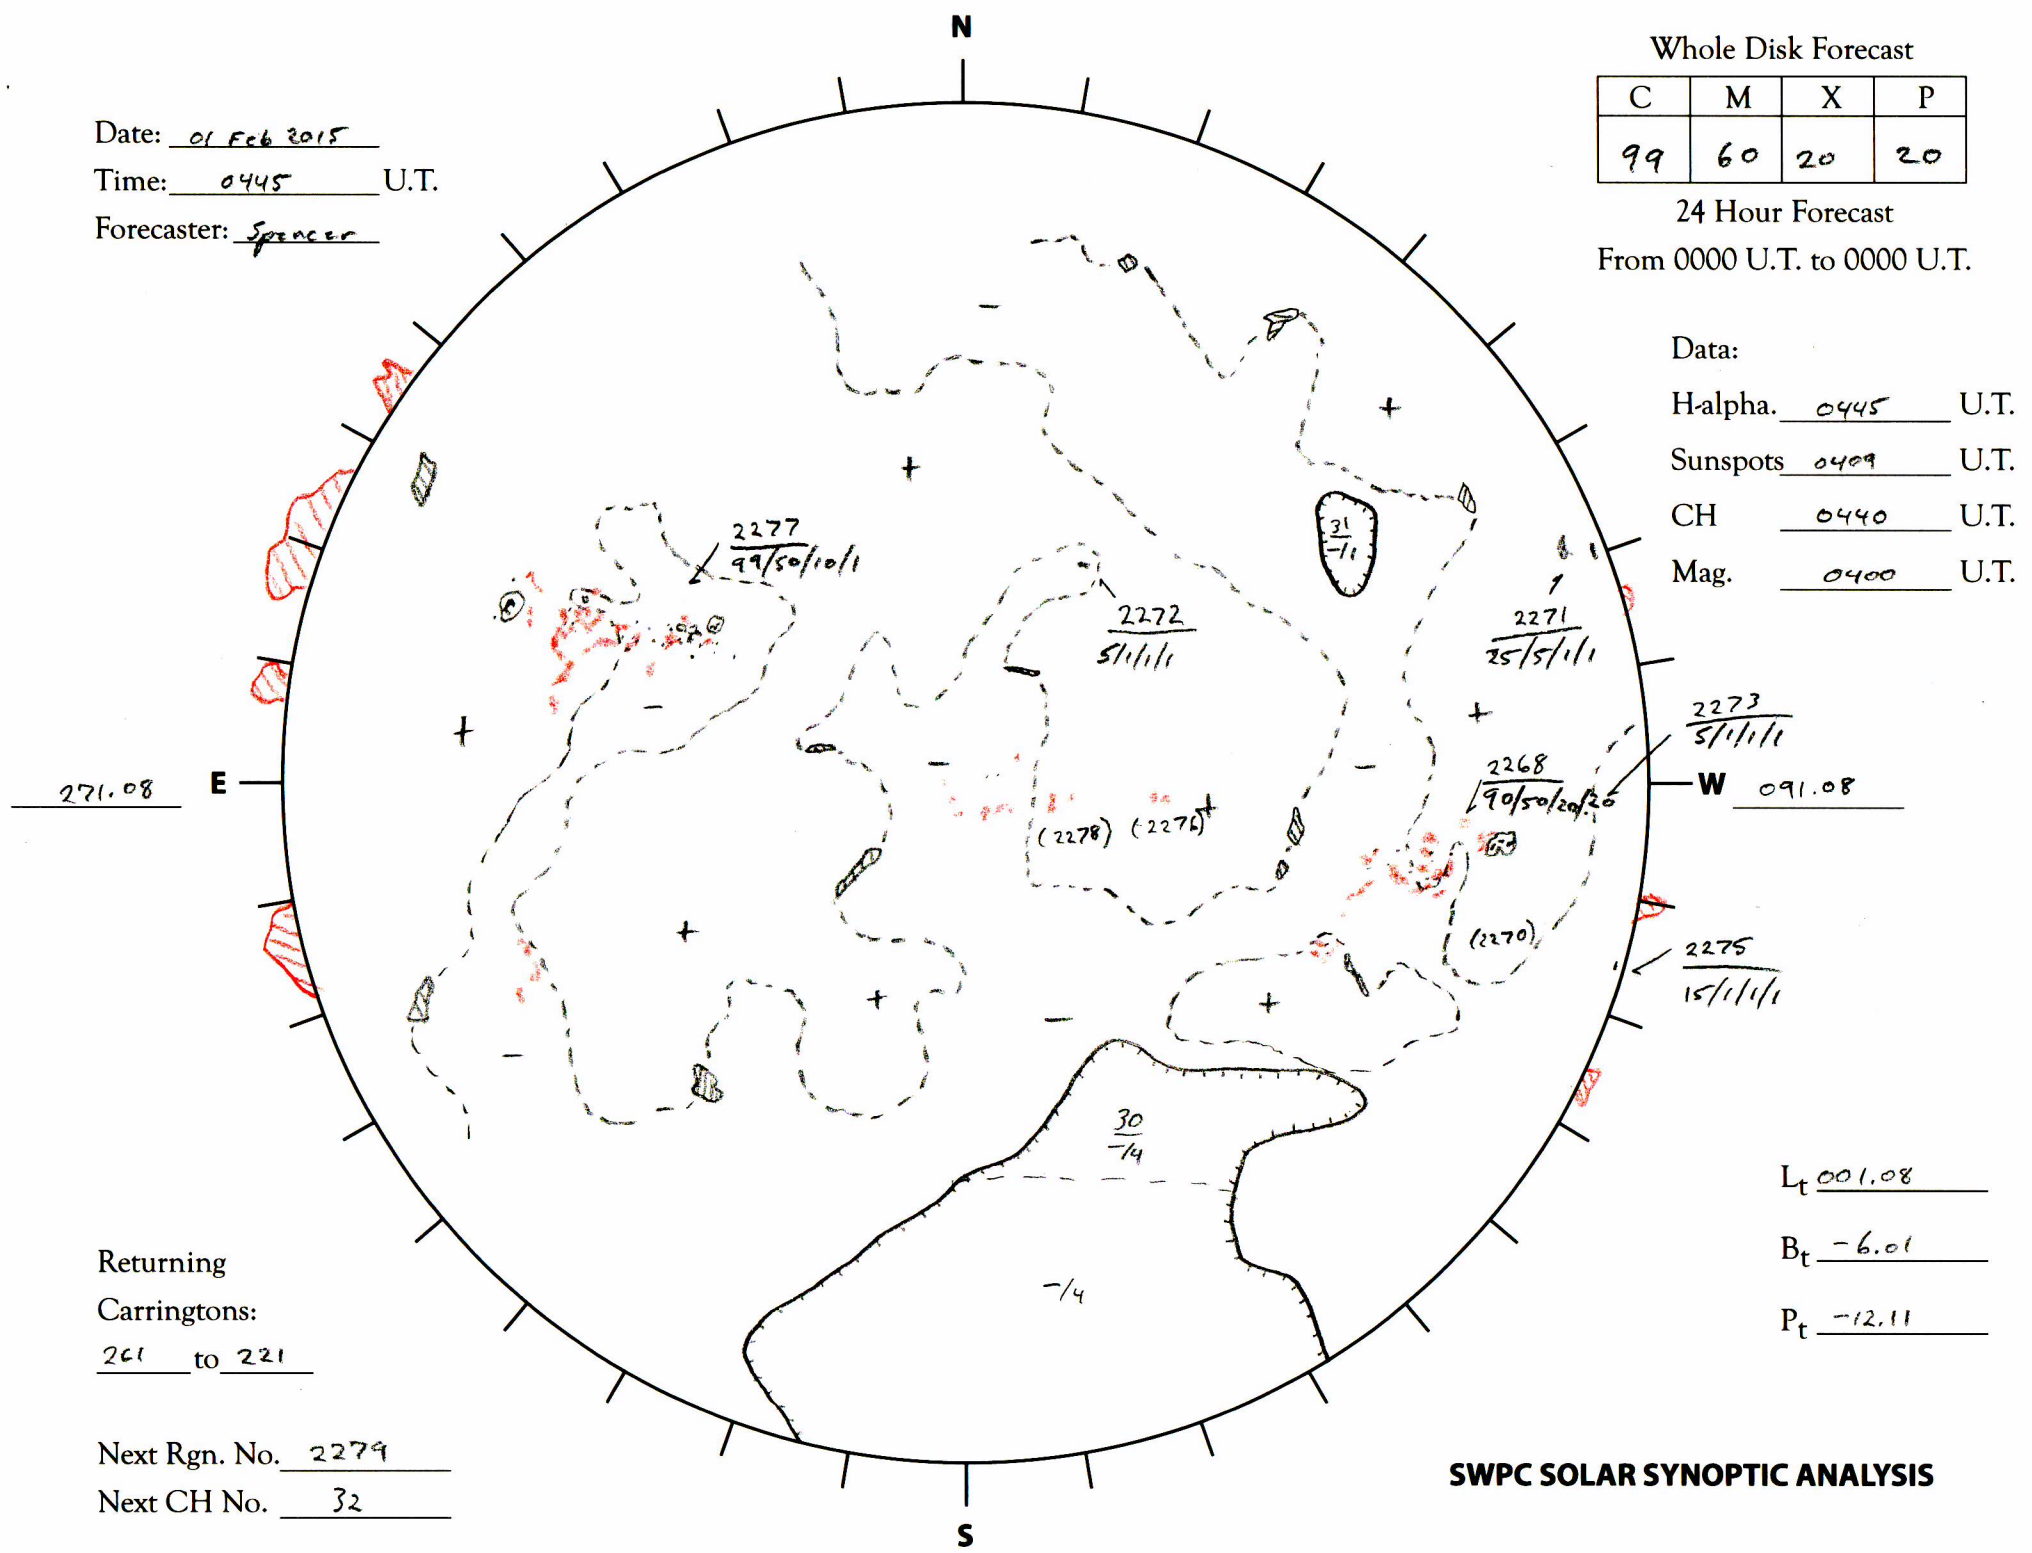 N
Whole Disk Forecast
C M X P
99 60 20 20
24 Hour Forecast
From 0000 U.T. to 0000 U.T.
Date: 01 Feb 2015
Time: 0445 U.T.
Forecaster: Spencer
Data:
H-alpha. 0445 U.T.
Sunspots 0409 U.T.
CH 0440 U.T.
Mag. 0400 U.T.
−
+
+
2277
99/50/10/1
31
-/1
2272
5/1/1/1
2271
25/5/1/1
−
+
+
2273
5/1/1/1
−
−
2268
90/50/20/20
271.08 E
W 091.08
(2278) (2276)
+
+
(2270)
2275
15/1/1/1
+
+
−
−
30
-/4
-/4
Lt 001.08
Bt -6.01
Pt -12.11
Returning
Carringtons:
261 to 221
Next Rgn. No. 2279
Next CH No. 32
SWPC SOLAR SYNOPTIC ANALYSIS
S